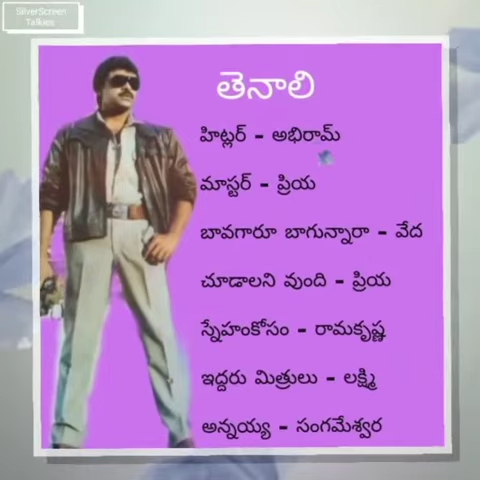 SilverScreen
Talkies
తెనాలి
హిట్లర్ - అభిరామ్
మాస్టర్ - ప్రియ
బావగారూ బాగున్నారా - వేద
చూడాలని వుంది - ప్రియ
స్నేహంకోసం - రామకృష్ణ
ఇద్దరు మిత్రులు - లక్ష్మి
అన్నయ్య - సంగమేశ్వర